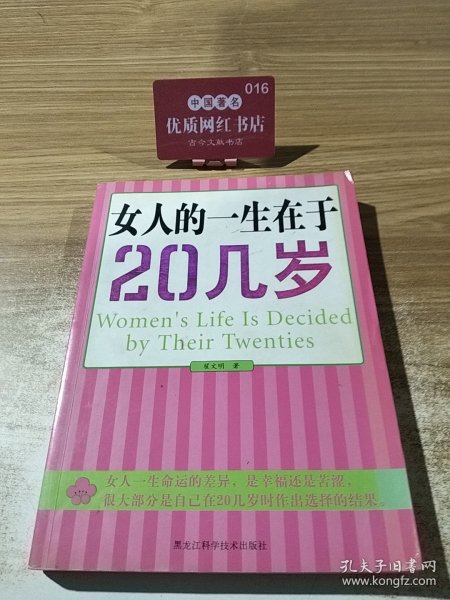 016
中国著名
优质网红书店
古今文献书店
女人的一生在于
20几岁
Women's Life Is Decided
by Their Twenties
翟文明 著
女人一生命运的差异，是幸福还是苦涩，
很大部分是自己在20几岁时作出选择的结果。
黑龙江科学技术出版社
孔夫子旧书网
www.kongfz.com